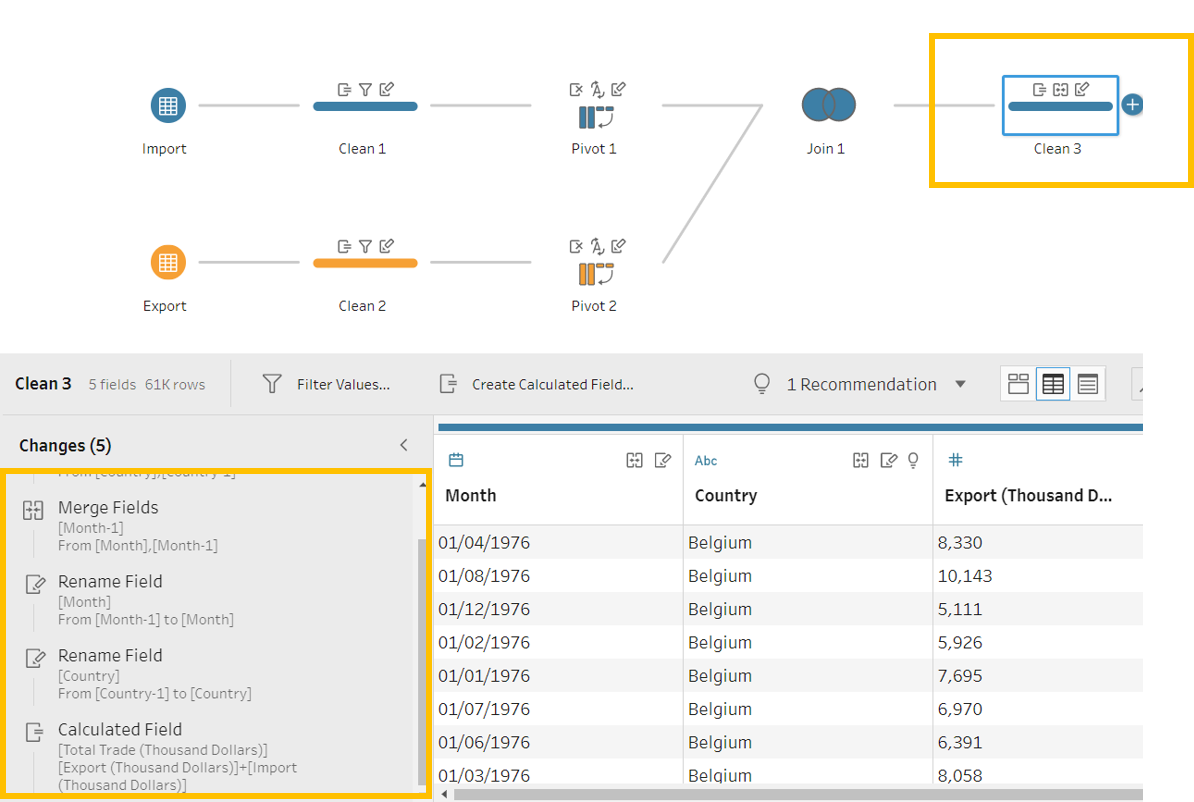 Import
Clean 1
Pivot 1
Join 1
Clean 3
Export
Clean 2
Pivot 2
Clean 3 5 fields 61K rows
Filter Values...
Create Calculated Field...
1 Recommendation
Changes (5)
From [Country],[Country-1]
Merge Fields
[Month-1]
From [Month],[Month-1]
Rename Field
[Month]
From [Month-1] to [Month]
Rename Field
[Country]
From [Country-1] to [Country]
Calculated Field
[Total Trade (Thousand Dollars)]
[Export (Thousand Dollars)]+[Import
(Thousand Dollars)]
Abc
#
Month Country Export (Thousand D...
01/04/1976 Belgium 8,330
01/08/1976 Belgium 10,143
01/12/1976 Belgium 5,111
01/02/1976 Belgium 5,926
01/01/1976 Belgium 7,695
01/07/1976 Belgium 6,970
01/06/1976 Belgium 6,391
01/03/1976 Belgium 8,058